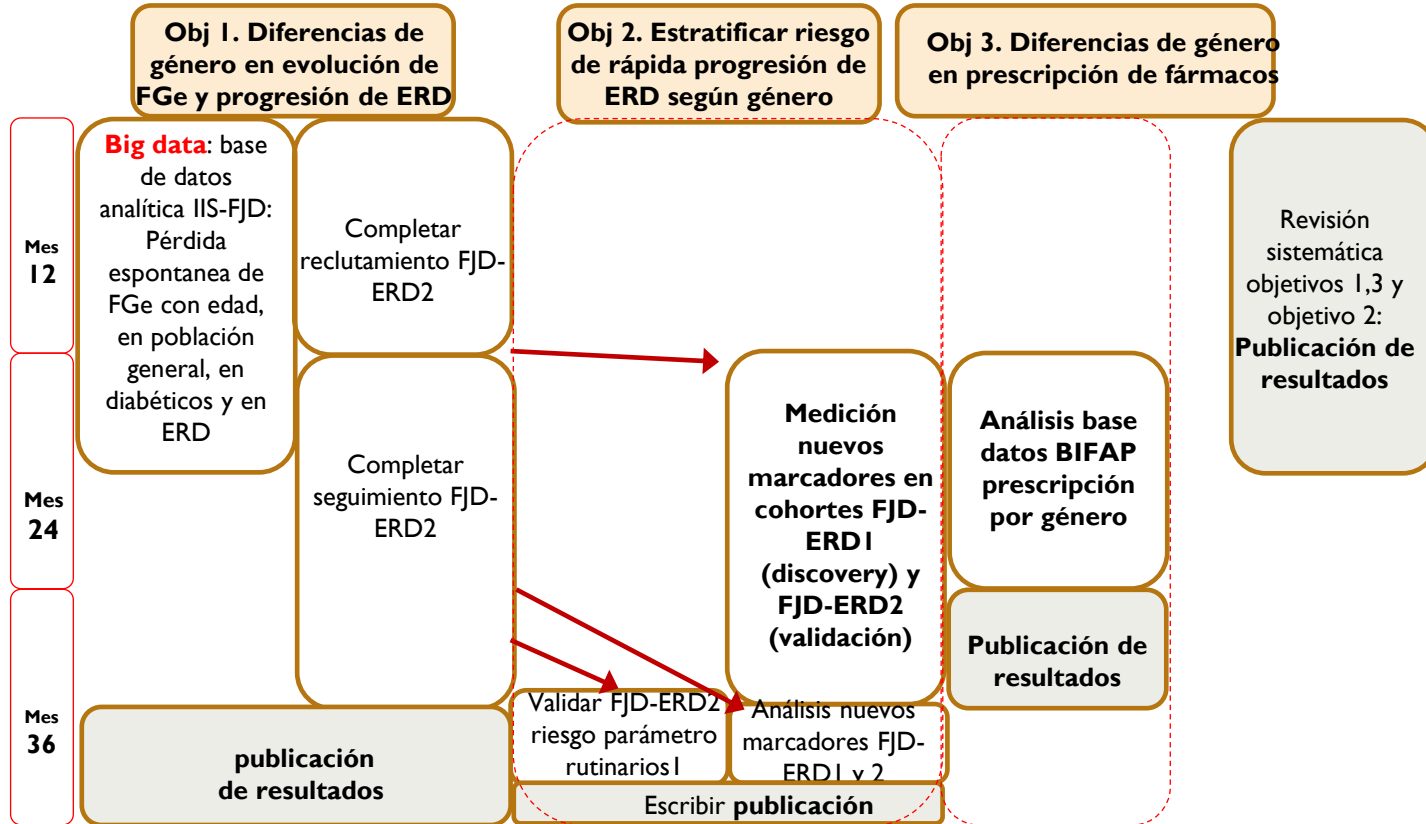 Obj 1. Diferencias de
género en evolución de
FGe y progresión de ERD
Obj 2. Estratificar riesgo
de rápida progresión de
ERD según género
Obj 3. Diferencias de género
en prescripción de fármacos
Mes
12
Big data: base
de datos
analítica IIS-FJD:
Pérdida
espontanea de
FGe con edad,
en población
general, en
diabéticos y en
ERD
Completar
reclutamiento FJD-
ERD2
Revisión
sistemática
objetivos 1,3 y
objetivo 2:
Publicación de
resultados
Mes
24
Completar
seguimiento FJD-
ERD2
Medición
nuevos
marcadores en
cohortes FJD-
ERD1
(discovery) y
FJD-ERD2
(validación)
Análisis base
datos BIFAP
prescripción
por género
Publicación de
resultados
Mes
36
Validar FJD-ERD2
riesgo parámetro
rutinarios1
Análisis nuevos
marcadores FJD-
ERD1 y 2
publicación
de resultados
Escribir publicación